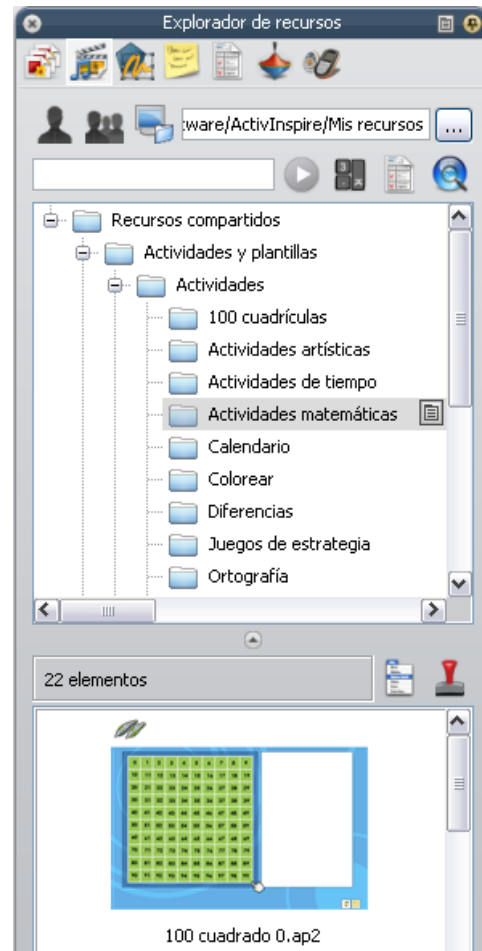 Explorador de recursos
:ware/ActivInspire/Mis recursos ...
Recursos compartidos
Actividades y plantillas
Actividades
100 cuadrículas
Actividades artísticas
Actividades de tiempo
Actividades matemáticas
Calendario
Colorear
Diferencias
Juegos de estrategia
Ortografía
22 elementos
100 cuadrado 0.ap2